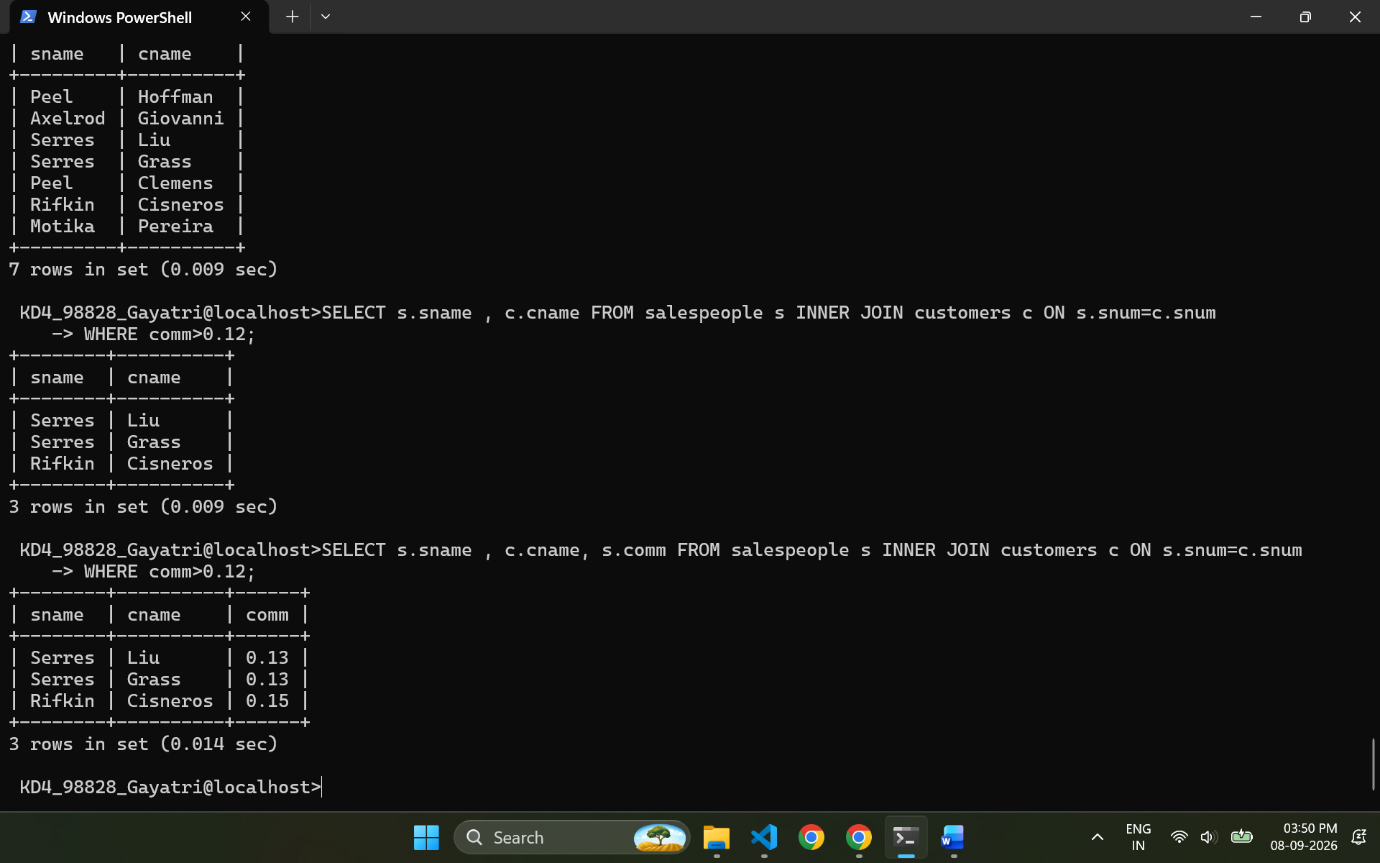 Windows PowerShell
| sname   | cname    |
+---------+----------+
| Peel    | Hoffman  |
| Axelrod | Giovanni |
| Serres  | Liu      |
| Serres  | Grass    |
| Peel    | Clemens  |
| Rifkin  | Cisneros |
| Motika  | Pereira  |
+---------+----------+
7 rows in set (0.009 sec)
KD4_98828_Gayatri@localhost>SELECT s.sname , c.cname FROM salespeople s INNER JOIN customers c ON s.snum=c.snum
    -> WHERE comm>0.12;
+--------+----------+
| sname  | cname    |
+--------+----------+
| Serres | Liu      |
| Serres | Grass    |
| Rifkin | Cisneros |
+--------+----------+
3 rows in set (0.009 sec)
KD4_98828_Gayatri@localhost>SELECT s.sname , c.cname, s.comm FROM salespeople s INNER JOIN customers c ON s.snum=c.snum
    -> WHERE comm>0.12;
+--------+----------+------+
| sname  | cname    | comm |
+--------+----------+------+
| Serres | Liu      | 0.13 |
| Serres | Grass    | 0.13 |
| Rifkin | Cisneros | 0.15 |
+--------+----------+------+
3 rows in set (0.014 sec)
KD4_98828_Gayatri@localhost>
Search
ENG
IN
03:50 PM
08-09-2026